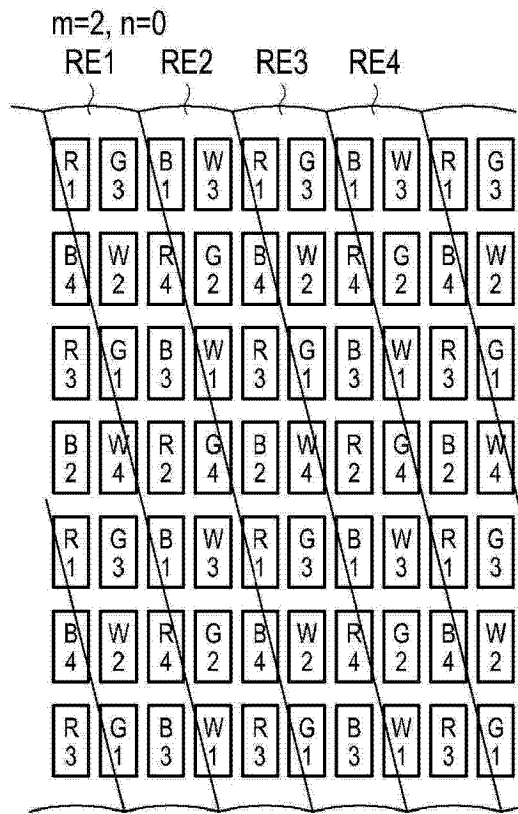 m=2, n=0
RE1 RE2 RE3 RE4
R G B W R G B W R G
1 3 1 3 1 3 1 3 1 3
B W R G B W R G B W
4 2 4 2 4 2 4 2 4 2
R G B W R G B W R G
3 1 3 1 3 1 3 1 3 1
B W R G B W R G B W
2 4 2 4 2 4 2 4 2 4
R G B W R G B W R G
1 3 1 3 1 3 1 3 1 3
B W R G B W R G B W
4 2 4 2 4 2 4 2 4 2
R G B W R G B W R G
3 1 3 1 3 1 3 1 3 1